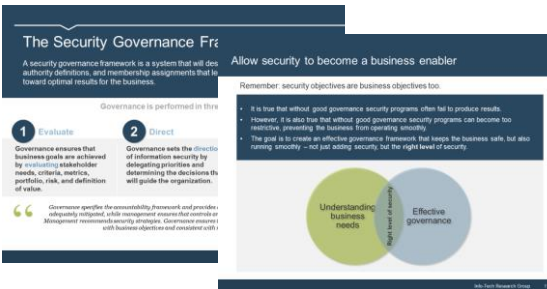 The Security Governance Fra
A security governance framework is a system that will des
authority definitions, and membership assignments that le
toward optimal results for the business.
Governance is performed in thre
1 Evaluate
Governance ensures that
business goals are achieved
by evaluating stakeholder
needs, criteria, metrics,
portfolio, risk, and definition
of value.
2 Direct
Governance sets the directio
of information security by
delegating priorities and
determining the decisions th
will guide the organization.
Governance specifies the accountability framework and provides
adequately mitigated, while management ensures that controls ar
Management recommends security strategies. Governance ensures
with business objectives and consistent with
Allow security to become a business enabler
Remember: security objectives are business objectives too.
• It is true that without good governance security programs often fail to produce results.
• However, it is also true that without good governance security programs can become too
restrictive, preventing the business from operating smoothly.
• The goal is to create an effective governance framework that keeps the business safe, but also
running smoothly – not just adding security, but the right level of security.
Understanding
business
needs
Right level of security
Effective
governance
Info-Tech Research Group